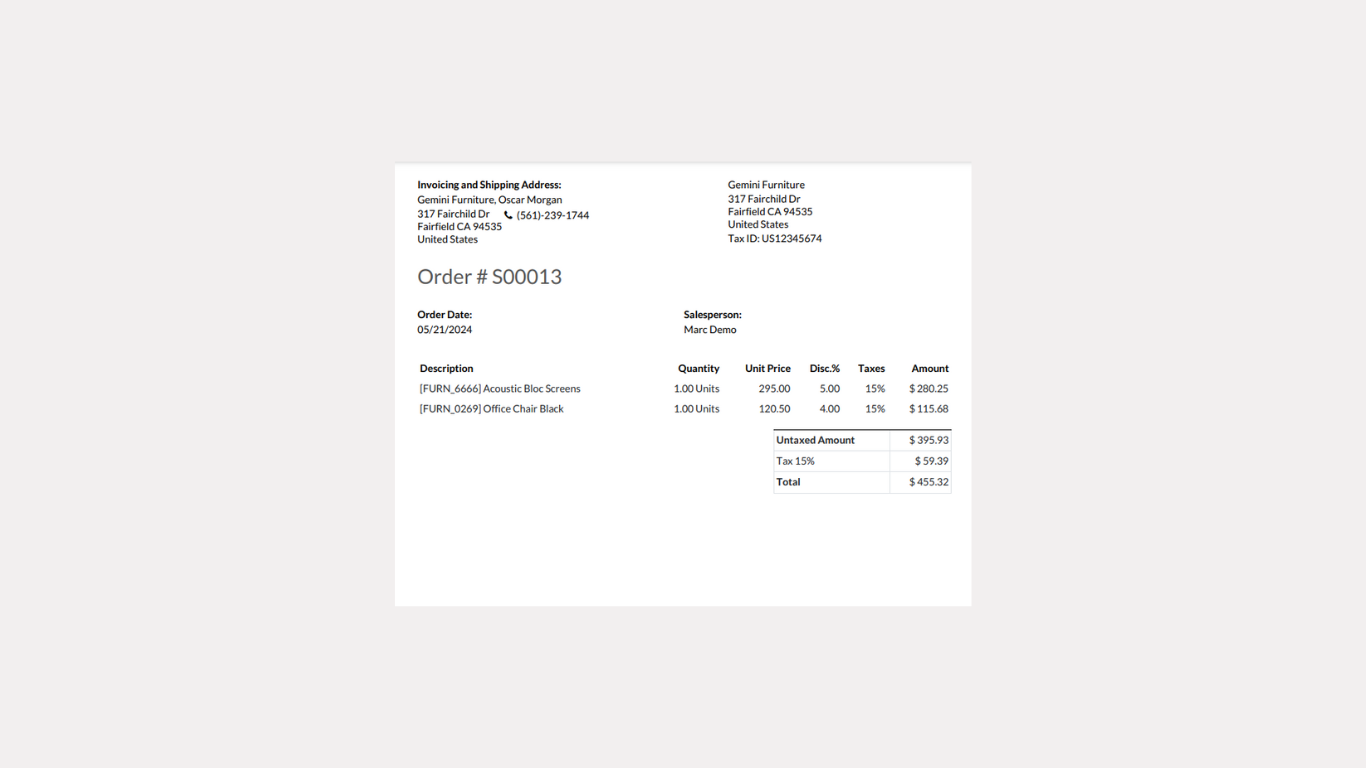 Invoicing and Shipping Address:
Gemini Furniture, Oscar Morgan
317 Fairchild Dr (561)-239-1744
Fairfield CA 94535
United States
Gemini Furniture
317 Fairchild Dr
Fairfield CA 94535
United States
Tax ID: US12345674
Order # S00013
Order Date: Salesperson:
05/21/2024 Marc Demo
Description Quantity Unit Price Disc.% Taxes Amount
[FURN_6666] Acoustic Bloc Screens 1.00 Units 295.00 5.00 15% $ 280.25
[FURN_0269] Office Chair Black 1.00 Units 120.50 4.00 15% $ 115.68
Untaxed Amount $ 395.93
Tax 15% $ 59.39
Total $ 455.32